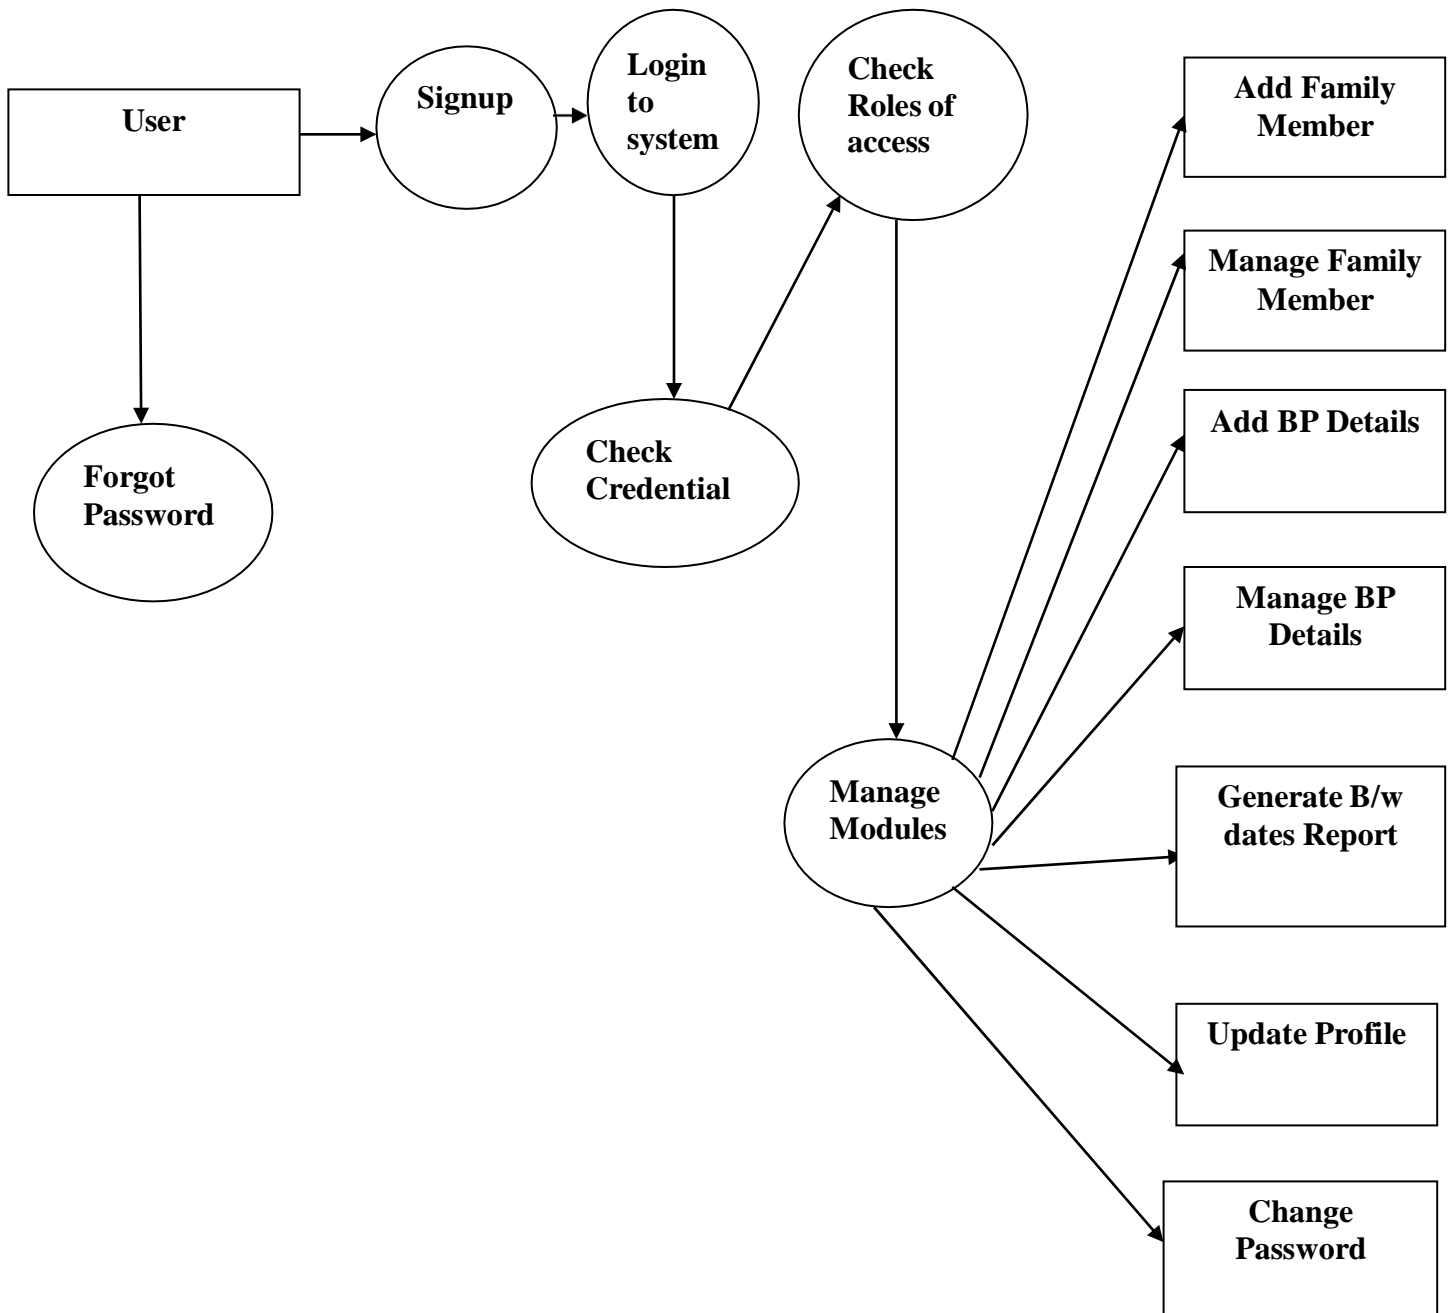 User
Signup
Login
to
system
Check
Roles of
access
Add Family
Member
Manage Family
Member
Add BP Details
Forgot
Password
Check
Credential
Manage BP
Details
Manage
Modules
Generate B/w
dates Report
Update Profile
Change
Password